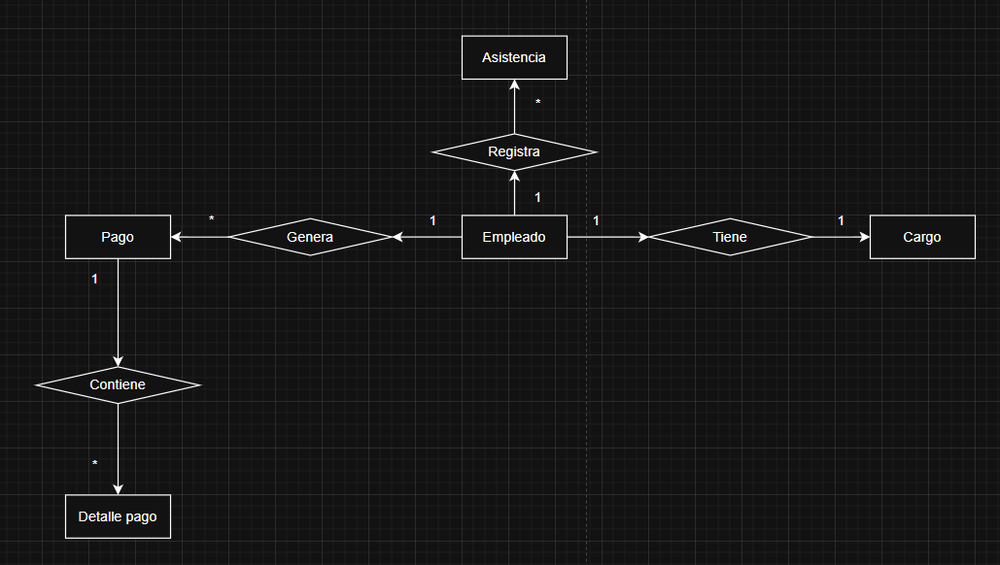 Asistencia
*
Registra
1
Pago
*
Genera
1
Empleado
1
Tiene
1
Cargo
1
Contiene
*
Detalle pago